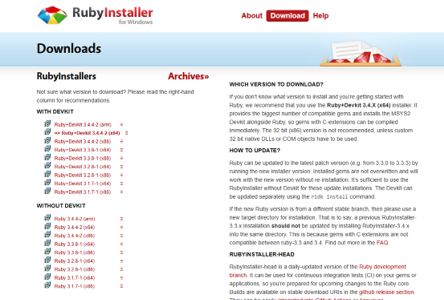 RubyInstaller
for Windows
About Download Help
Downloads
RubyInstallers
Archives»
Not sure what version to download? Please read the right-hand
column for recommendations.
WITH DEVKIT
Ruby+Devkit 3.4.4-2 (arm)
=> Ruby+Devkit 3.4.4-2 (x64)
Ruby+Devkit 3.4.4-2 (x86)
Ruby+Devkit 3.3.8-1 (x64)
Ruby+Devkit 3.3.8-1 (x86)
Ruby+Devkit 3.2.8-1 (x64)
Ruby+Devkit 3.2.8-1 (x86)
Ruby+Devkit 3.1.7-1 (x64)
Ruby+Devkit 3.1.7-1 (x86)
WITHOUT DEVKIT
Ruby 3.4.4-2 (arm)
Ruby 3.4.4-2 (x64)
Ruby 3.4.4-2 (x86)
Ruby 3.3.8-1 (x64)
Ruby 3.3.8-1 (x86)
Ruby 3.2.8-1 (x64)
Ruby 3.2.8-1 (x86)
Ruby 3.1.7-1 (x64)
Ruby 3.1.7-1 (x86)
WHICH VERSION TO DOWNLOAD?
If you don't know what version to install and you're getting started with
Ruby, we recommend that you use the Ruby+Devkit 3.4.X (x64) installer. It
provides the biggest number of compatible gems and installs the MSYS2
Devkit alongside Ruby, so gems with C-extensions can be compiled
immediately. The 32 bit (x86) version is not recommended, unless custom
32 bit native DLLs or COM objects have to be used.
HOW TO UPDATE?
Ruby can be updated to the latest patch version (e.g. from 3.3.0 to 3.3.3) by
running the new installer version. Installed gems are not overwritten and will
work with the new version without re installation. It's sufficient to use the
RubyInstaller without Devkit for these update installations. The Devkit can
be updated separately using the ridk install command.
If the new Ruby version is from a different stable branch, then please use a
new target directory for installation. That is to say, a previous RubyInstaller-
3.3.x installation should not be updated by installing RubyInstaller-3.4.x
into the same directory. This is because gems with C extensions are not
compatible between ruby-3.3 and 3.4. Find out more in the FAQ
RUBYINSTALLER-HEAD
RubyInstaller-head is a daily-updated version of the Ruby development
branch. It can be used for continuous integration tests (CI) on your gems or
applications, so you're prepared for upcoming changes to the Ruby core
Builds are available on stable download URIs in the github release section.